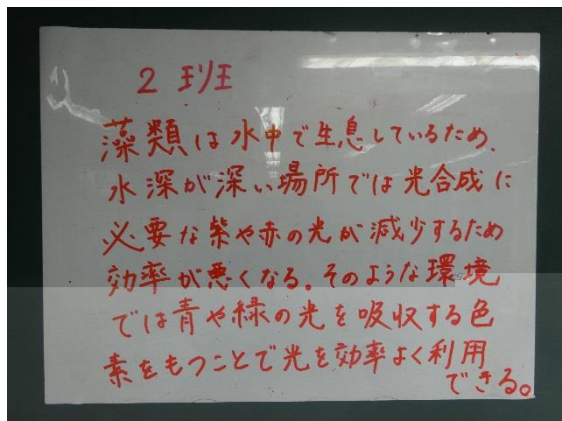 2班
藻類は水中で生息しているため、
水深が深い場所では光合成に
必要な紫や赤の光が減少するため
効率が悪くなる。そのような環境
では青や緑の光を吸収する色
素をもつことで光を効率よく利用
できる。